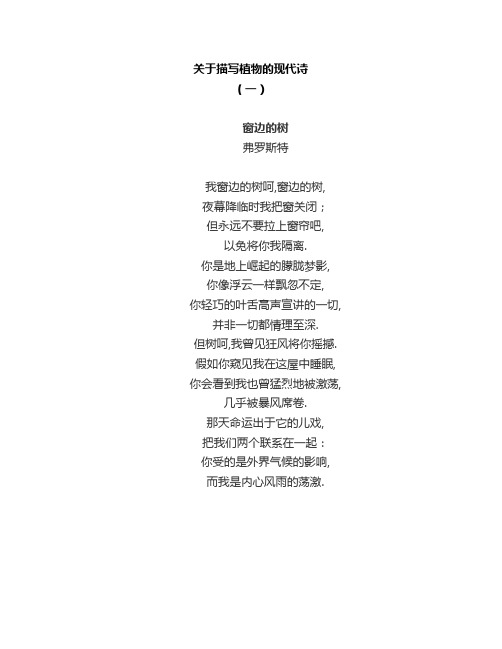 关于描写植物的现代诗
（一）
窗边的树
弗罗斯特
我窗边的树呵,窗边的树,
夜幕降临时我把窗关闭；
但永远不要拉上窗帘吧,
以免将你我隔离.
你是地上崛起的朦胧梦影,
你像浮云一样飘忽不定,
你轻巧的叶舌高声宣讲的一切,
并非一切都情理至深.
但树呵,我曾见狂风将你摇撼.
假如你窥见我在这屋中睡眠,
你会看到我也曾猛烈地被激荡,
几乎被暴风席卷.
那天命运出于它的儿戏,
把我们两个联系在一起：
你受的是外界气候的影响,
而我是内心风雨的荡激.